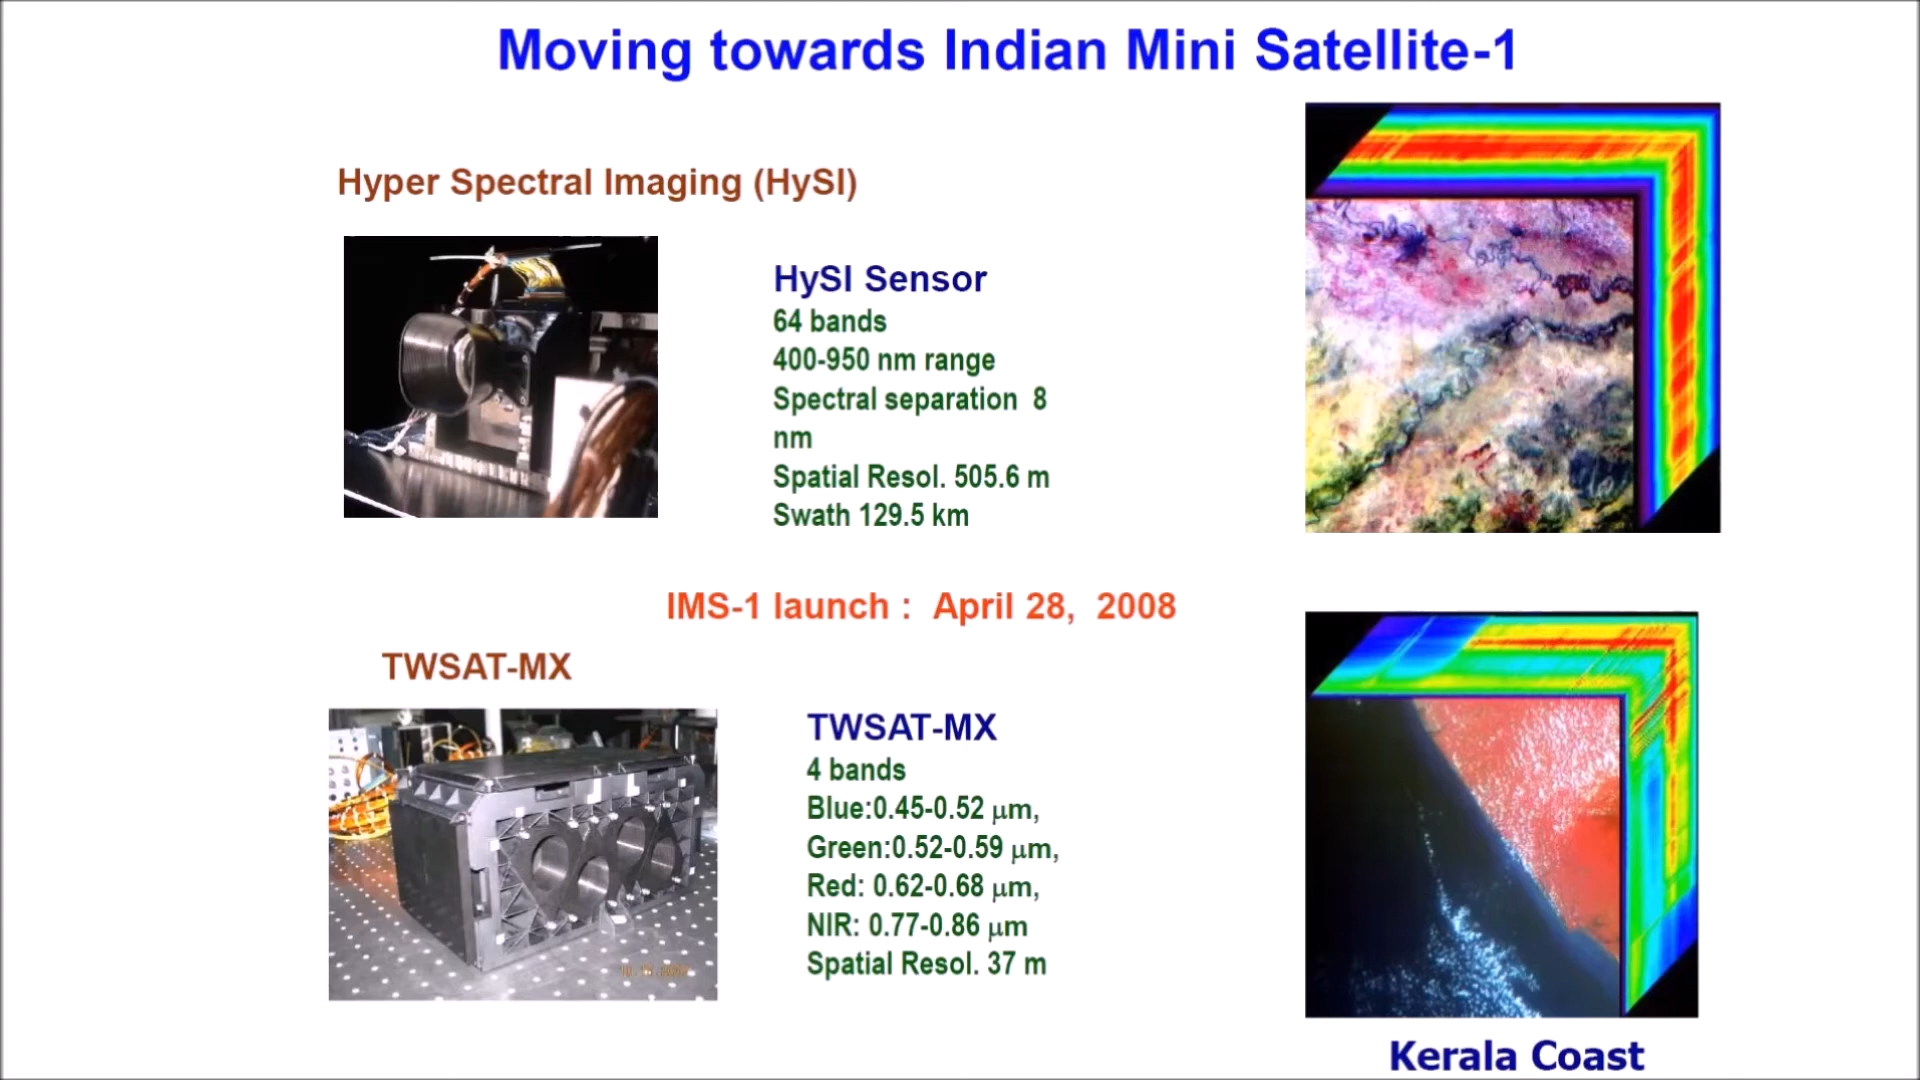 Moving towards Indian Mini Satellite-1
Hyper Spectral Imaging (HySI)
HySI Sensor
64 bands
400-950 nm range
Spectral separation 8
nm
Spatial Resol. 505.6 m
Swath 129.5 km
IMS-1 launch : April 28, 2008
TWSAT-MX
TWSAT-MX
4 bands
Blue:0.45-0.52 μm,
Green:0.52-0.59 μm,
Red: 0.62-0.68 μm,
NIR: 0.77-0.86 μm
Spatial Resol. 37 m
Kerala Coast